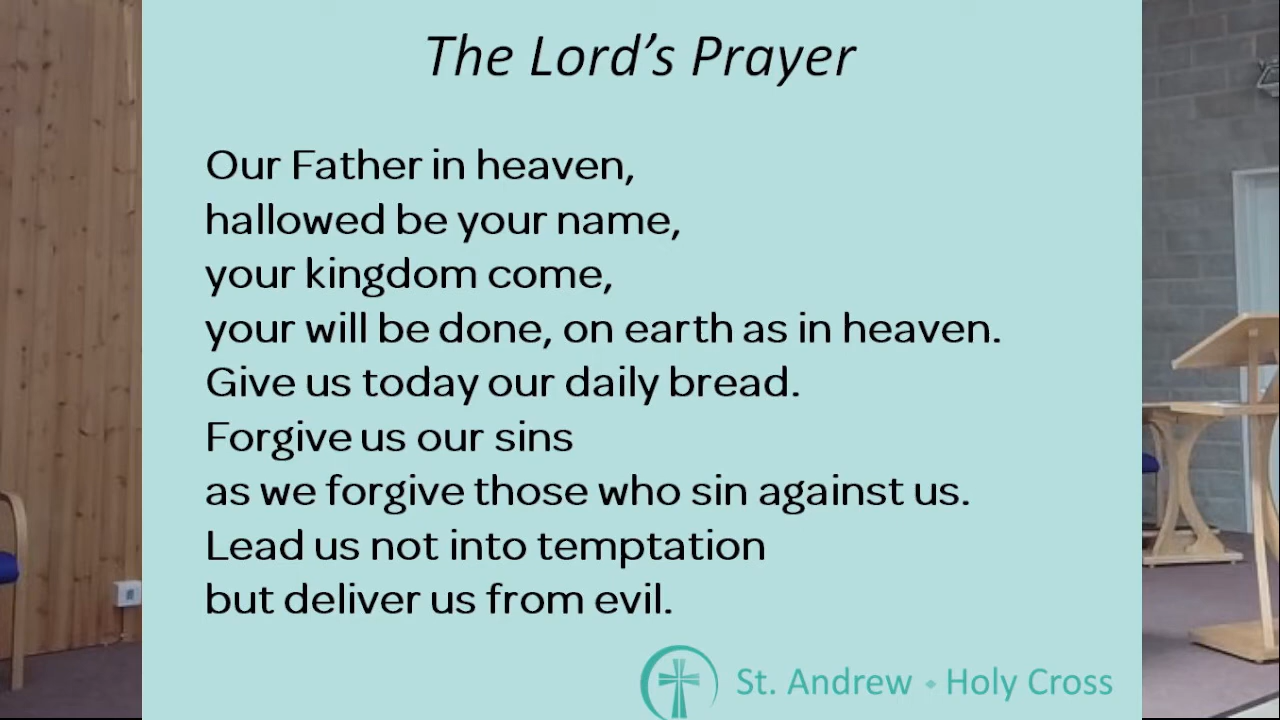 The Lord’s Prayer
Our Father in heaven,
hallowed be your name,
your kingdom come,
your will be done, on earth as in heaven.
Give us today our daily bread.
Forgive us our sins
as we forgive those who sin against us.
Lead us not into temptation
but deliver us from evil.
St. Andrew • Holy Cross